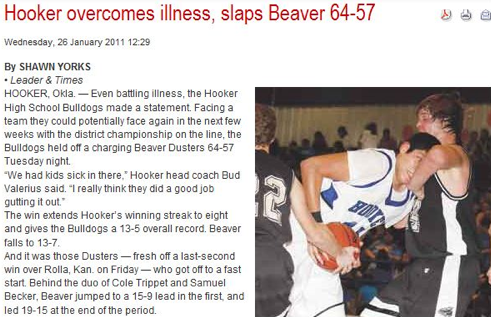 Hooker overcomes illness, slaps Beaver 64-57
Wednesday, 26 January 2011 12:29
By SHAWN YORKS
• Leader & Times
HOOKER, Okla. — Even battling illness, the Hooker
High School Bulldogs made a statement. Facing a
team they could potentially face again in the next few
weeks with the district championship on the line, the
Bulldogs held off a charging Beaver Dusters 64-57
Tuesday night.
“We had kids sick in there,” Hooker head coach Bud
Valerius said. “I really think they did a good job
gutting it out.”
The win extends Hooker’s winning streak to eight
and gives the Bulldogs a 13-5 overall record. Beaver
falls to 13-7.
And it was those Dusters — fresh off a last-second
win over Rolla, Kan. on Friday — who got off to a fast
start. Behind the duo of Cole Trippet and Samuel
Becker, Beaver jumped to a 15-9 lead in the first, and
led 19-15 at the end of the period.
22